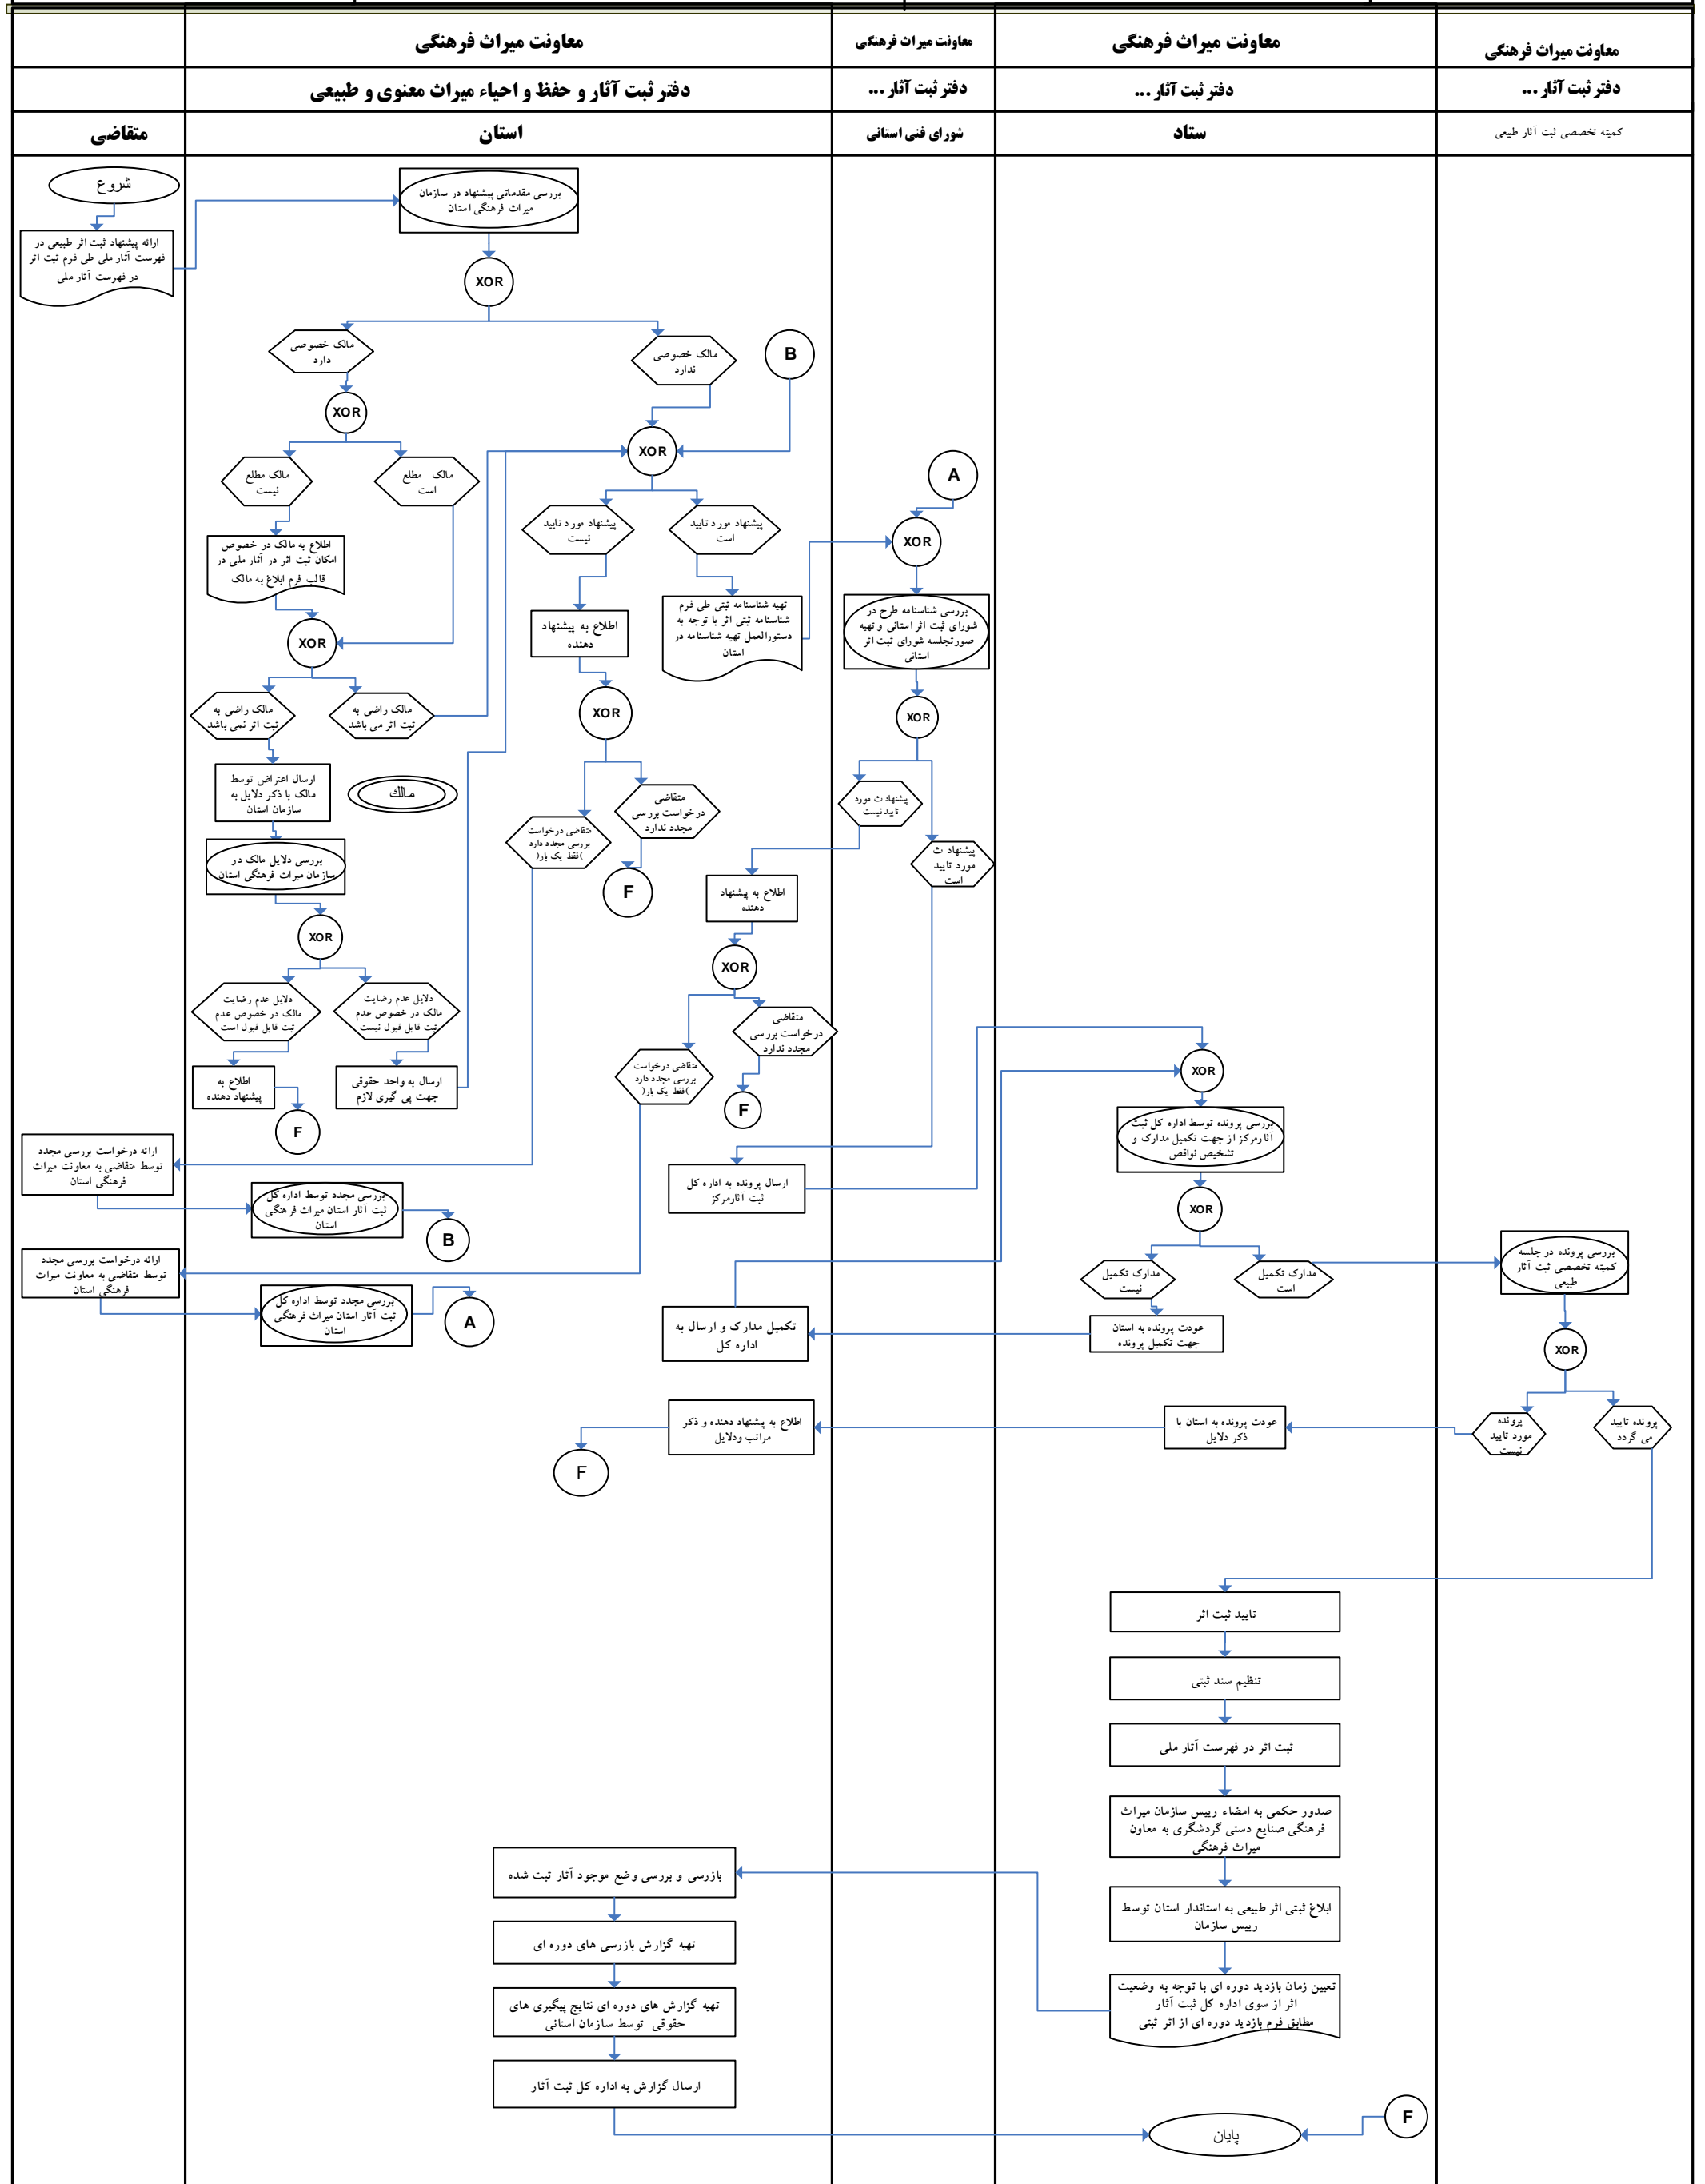 معاونت میراث فرهنگی
معاونت میراث فرهنگی
معاونت میراث فرهنگی
معاونت میراث فرهنگی
دفتر ثبت آثار ...
دفتر ثبت آثار ...
دفتر ثبت آثار ...
دفتر ثبت آثار و حفظ و احیاء میراث معنوی و طبیعی
کمیته تخصصی ثبت آثار طیعی
ستاد
شورای فنی استانی
استان
متقاضی
شروع
ارائه پیشنهاد ثبت اثر طبیعی در
فهرست آثار ملی طی فرم ثبت اثر
در فهرست آثار ملی
بررسی مقدماتی پیشنهاد در سازمان
میراث فرهنگی استان
XOR
مالک خصوصی
ندارد
مالک خصوصی
دارد
B
XOR
XOR
مالک مطلع
است
مالک مطلع
نیست
اطلاع به مالک در خصوص
امکان ثبت اثر در آثار ملی در
قالب فرم ابلاغ به مالک
XOR
مالک راضی به
ثبت اثر می باشد
مالک راضی به
ثبت اثر نمی باشد
ارسال اعتراض توسط
مالک با ذکر دلایل به
سازمان استان
مالك
بررسی دلایل مالک در
سازمان میراث فرهنگی استان
XOR
دلایل عدم رضایت
مالک در خصوص عدم
ثبت قابل قبول نیست
دلایل عدم رضایت
مالک در خصوص عدم
ثبت قابل قبول است
ارسال به واحد حقوقی
جهت پی گیری لازم
اطلاع به
پیشنهاد دهنده
F
پیشنهاد مورد تایید
است
پیشنهاد مورد تایید
نیست
تهیه شناسنامه ثبتی طی فرم
شناسنامه ثبتی اثر با توجه به
دستورالعمل تهیه شناسنامه در
استان
اطلاع به پیشنهاد
دهنده
XOR
متقاضی
درخواست بررسی
مجدد ندارد
متقاضی درخواست
بررسی مجدد دارد
)فقط یک بار(
F
A
XOR
بررسی شناسنامه طرح در
شورای ثبت اثر استانی و تهیه
صورتجلسه شورای ثبت اثر
استانی
XOR
پیشنهاد ث مورد
تاییدنیست
پیشنهاد ث
مورد تایید
است
اطلاع به پیشنهاد
دهنده
XOR
متقاضی
درخواست بررسی
مجدد ندارد
متقاضی درخواست
بررسی مجدد دارد
)فقط یک بار(
F
ارسال پرونده به اداره کل
ثبت آثارمرکز
ارائه درخواست بررسی مجدد
توسط متقاضی به معاونت میراث
فرهنگی استان
بررسی مجدد توسط اداره کل
ثبت آثار استان میراث فرهنگی
استان
B
ارائه درخواست بررسی مجدد
توسط متقاضی به معاونت میراث
فرهنگی استان
بررسی مجدد توسط اداره کل
ثبت آثار استان میراث فرهنگی
استان
A
XOR
بررسی پرونده توسط اداره کل ثبت
آثارمرکز از جهت تکمیل مدارک و
تشخیص نواقص
XOR
مدارک تکمیل
است
مدارک تکمیل
نیست
عودت پرونده به استان
جهت تکمیل پرونده
تکمیل مدارک و ارسال به
اداره کل
بررسی پرونده در جلسه
کمیته تخصصی ثبت آثار
طبیعی
XOR
پرونده تایید
می گردد
پرونده
مورد تایید
نیست
عودت پرونده به استان با
ذکر دلایل
اطلاع به پیشنهاد دهنده و ذکر
مراتب ودلایل
F
تایید ثبت اثر
تنظیم سند ثبتی
ثبت اثر در فهرست آثار ملی
صدور حکمی به امضاء رییس سازمان میراث
فرهنگی صنایع دستی گردشگری به معاون
میراث فرهنگی
ابلاغ ثبتی اثر طبیعی به استاندار استان توسط
رییس سازمان
تعیین زمان بازدید دوره ای با توجه به وضعیت
اثر از سوی اداره کل ثبت آثار
مطابق فرم بازدید دوره ای از اثر ثبتی
بازرسی و بررسی وضع موجود آثار ثبت شده
تهیه گزارش بازرسی های دوره ای
تهیه گزارش های دوره ای نتایج پیگیری های
حقوقی توسط سازمان استانی
ارسال گزارش به اداره کل ثبت آثار
F
پایان